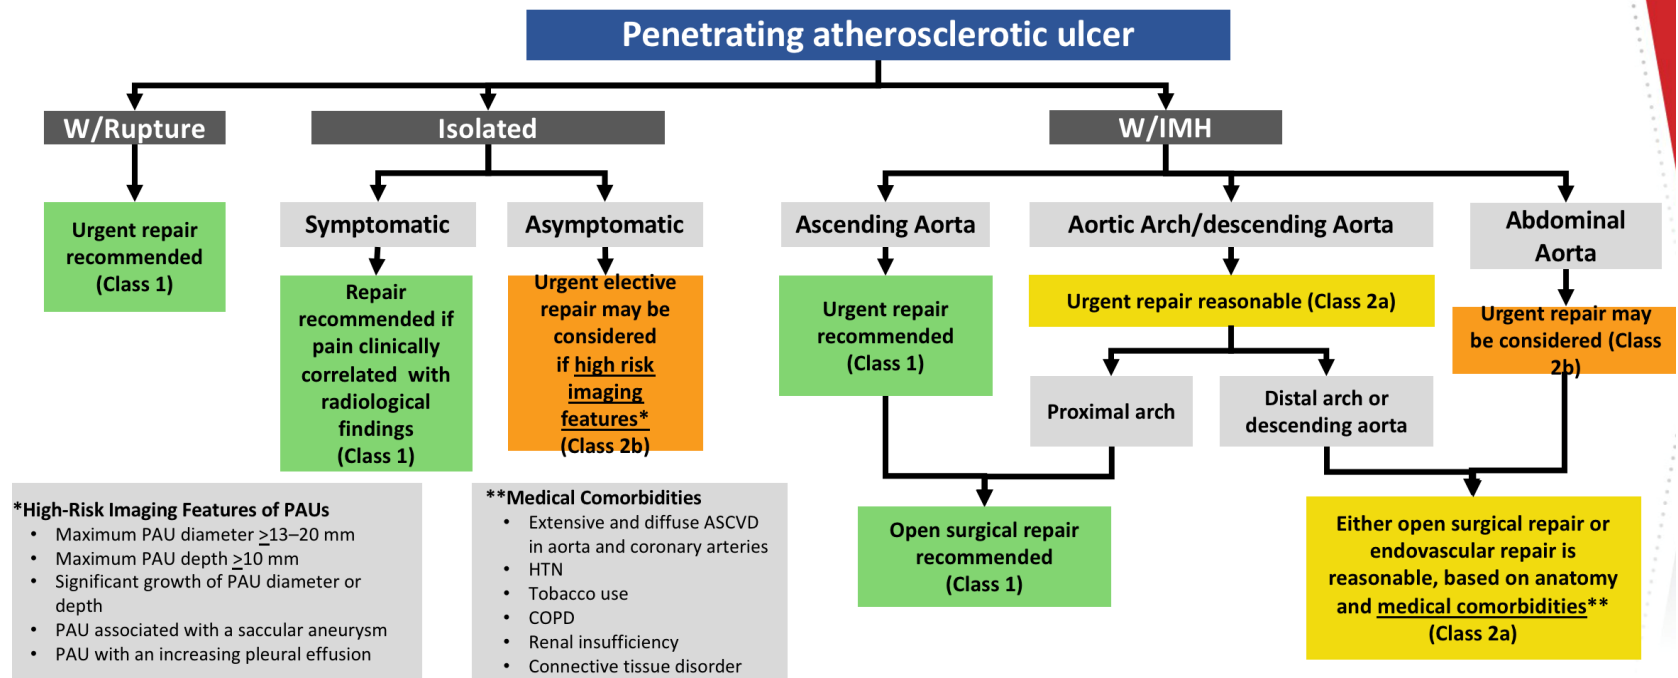 Penetrating atherosclerotic ulcer
W/Rupture
Isolated
W/IMH
Urgent repair
recommended
(Class 1)
Symptomatic
Asymptomatic
Repair
recommended if
pain clinically
correlated with
radiological
findings
(Class 1)
Urgent elective
repair may be
considered
if high risk
imaging
features*
(Class 2b)
Ascending Aorta
Aortic Arch/descending Aorta
Abdominal
Aorta
Urgent repair
recommended
(Class 1)
Urgent repair reasonable (Class 2a)
Urgent repair may
be considered (Class
2b)
Proximal arch
Distal arch or
descending aorta
Open surgical repair
recommended
(Class 1)
Either open surgical repair or
endovascular repair is
reasonable, based on anatomy
and medical comorbidities**
(Class 2a)
*High-Risk Imaging Features of PAUs
• Maximum PAU diameter >13–20 mm
• Maximum PAU depth >10 mm
• Significant growth of PAU diameter or
depth
• PAU associated with a saccular aneurysm
• PAU with an increasing pleural effusion
**Medical Comorbidities
• Extensive and diffuse ASCVD
in aorta and coronary arteries
• HTN
• Tobacco use
• COPD
• Renal insufficiency
• Connective tissue disorder